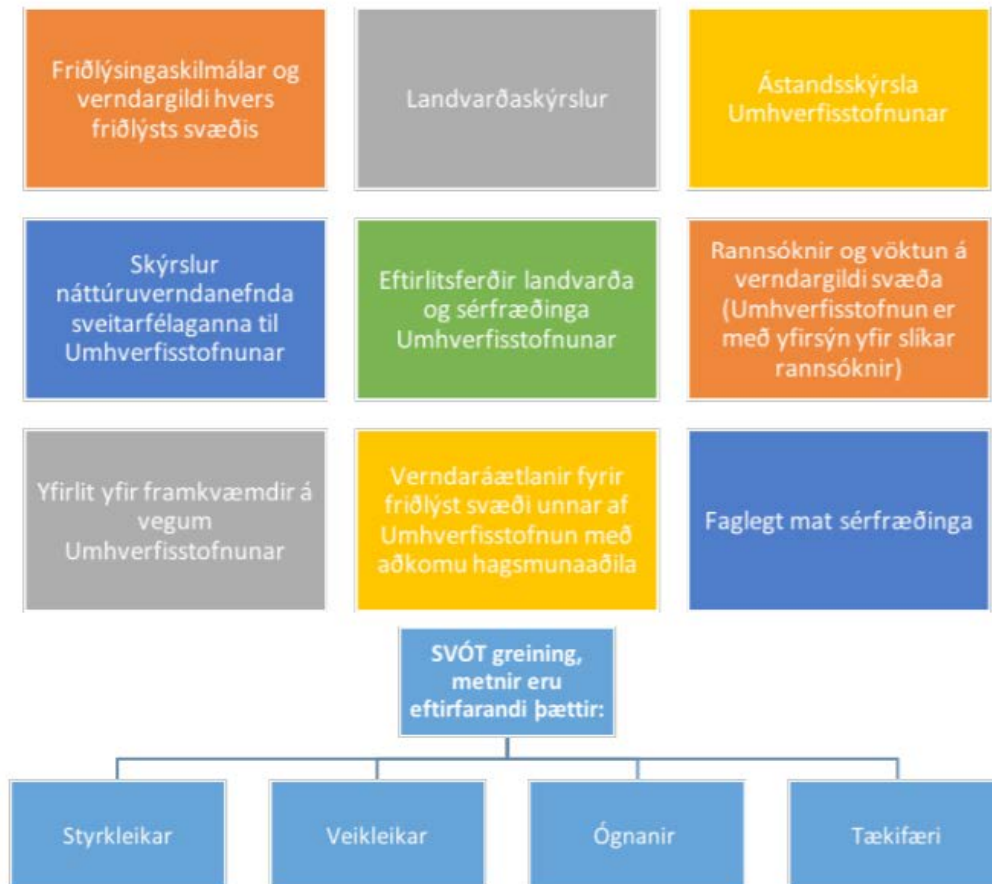 Friðlýsingaskilmálar og
verndargildi hvers
friðlýsts svæðis
Landvarðaskýrslur
Ástandsskýrsla
Umhverfisstofnunar
Skýrslur
náttúruverndanefnda
sveitarfélaganna til
Umhverfisstofnunar
Eftirlitsferðir landvarða
og sérfræðinga
Umhverfisstofnunar
Rannsóknir og vöktun á
verndargildi svæða
(Umhverfisstofnun er
með yfirsýn yfir slíkar
rannsóknir)
Yfirlit yfir framkvæmdir á
vegum
Umhverfisstofnunar
Verndaráætlanir fyrir
friðlýst svæði unnar af
Umhverfisstofnun með
aðkomu hagsmunaaðila
Faglegt mat sérfræðinga
SVÓT greining,
metnir eru
eftirfarandi þættir:
Styrkleikar
Veikleikar
Ógnanir
Tækifæri